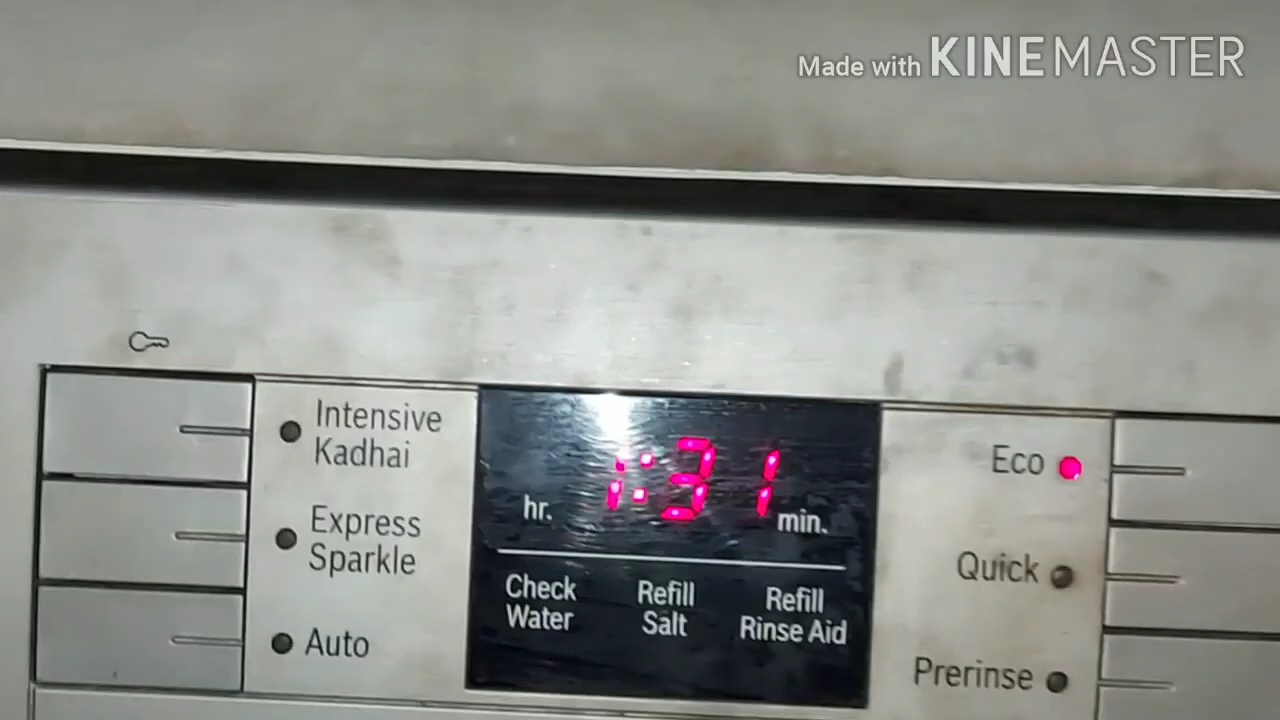 Made with KINEMASTER
Intensive
Kadhai
Express
Sparkle
Auto
hr. 1:31 min.
Check
Water
Refill
Salt
Refill
Rinse Aid
Eco
Quick
Prerinse